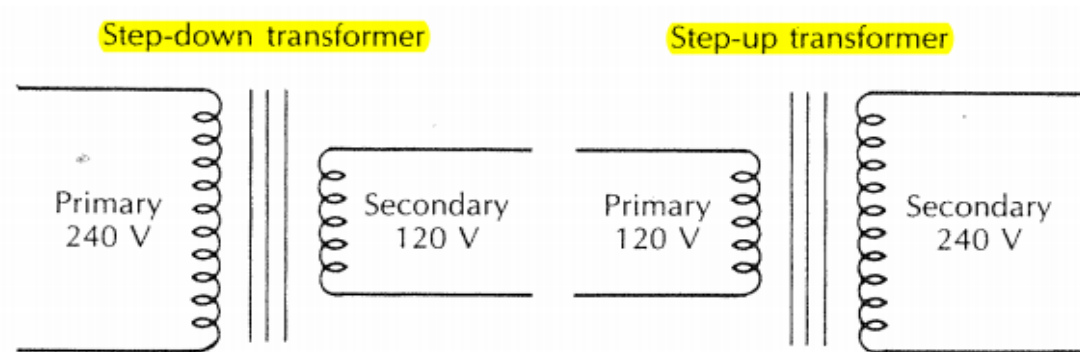 Step-down transformer
Step-up transformer
Primary
240 V
Secondary
120 V
Primary
120 V
Secondary
240 V